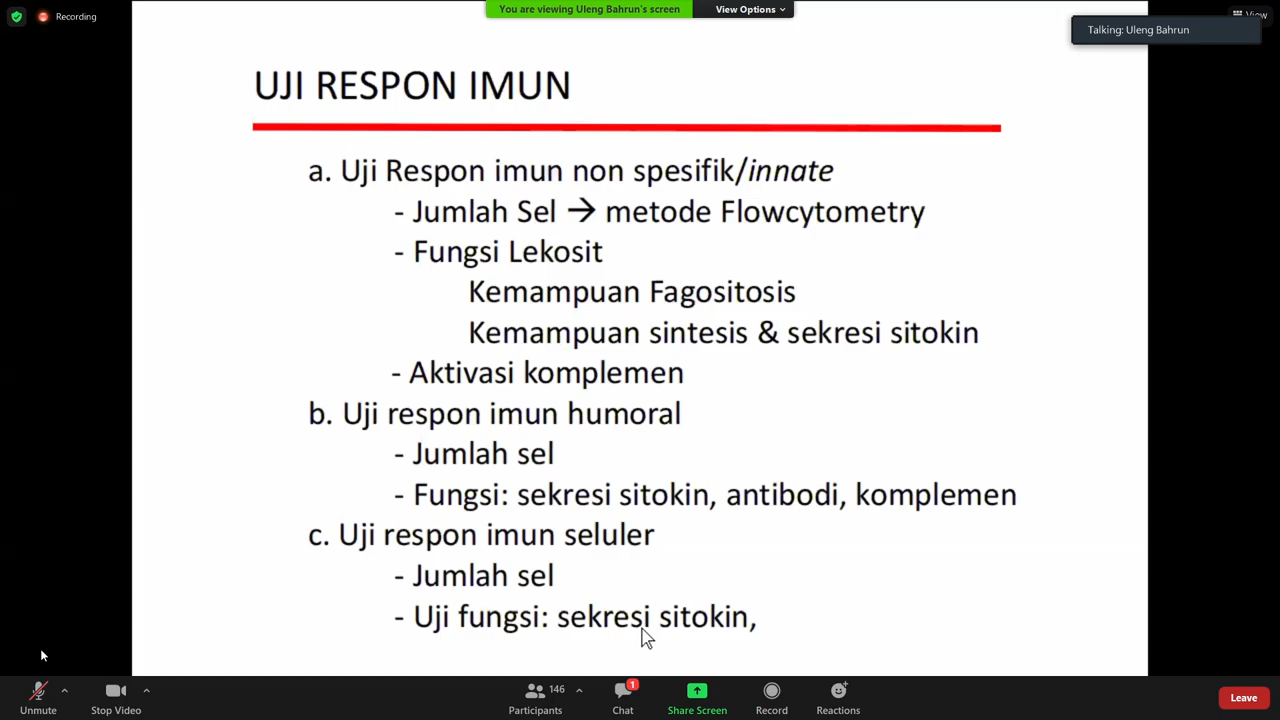 Recording
You are viewing Uleng Bahrun's screen
View Options
View
Talking: Uleng Bahrun
UJI RESPON IMUN
a. Uji Respon imun non spesifik/innate
- Jumlah Sel → metode Flowcytometry
- Fungsi Lekosit
Kemampuan Fagositosis
Kemampuan sintesis & sekresi sitokin
- Aktivasi komplemen
b. Uji respon imun humoral
- Jumlah sel
- Fungsi: sekresi sitokin, antibodi, komplemen
c. Uji respon imun seluler
- Jumlah sel
- Uji fungsi: sekresi sitokin,
Unmute
Stop Video
146
Participants
1
Chat
Share Screen
Record
Reactions
Leave